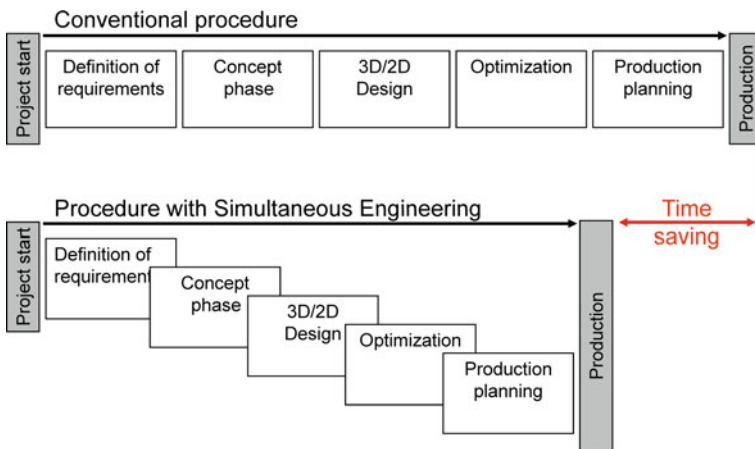 Conventional procedure
Project start
Definition of
requirements
Concept
phase
3D/2D
Design
Optimization
Production
planning
Production
Procedure with Simultaneous Engineering
Project start
Definition of
requirement
Concept
phase
3D/2D
Design
Optimization
Production
planning
Production
Time
saving